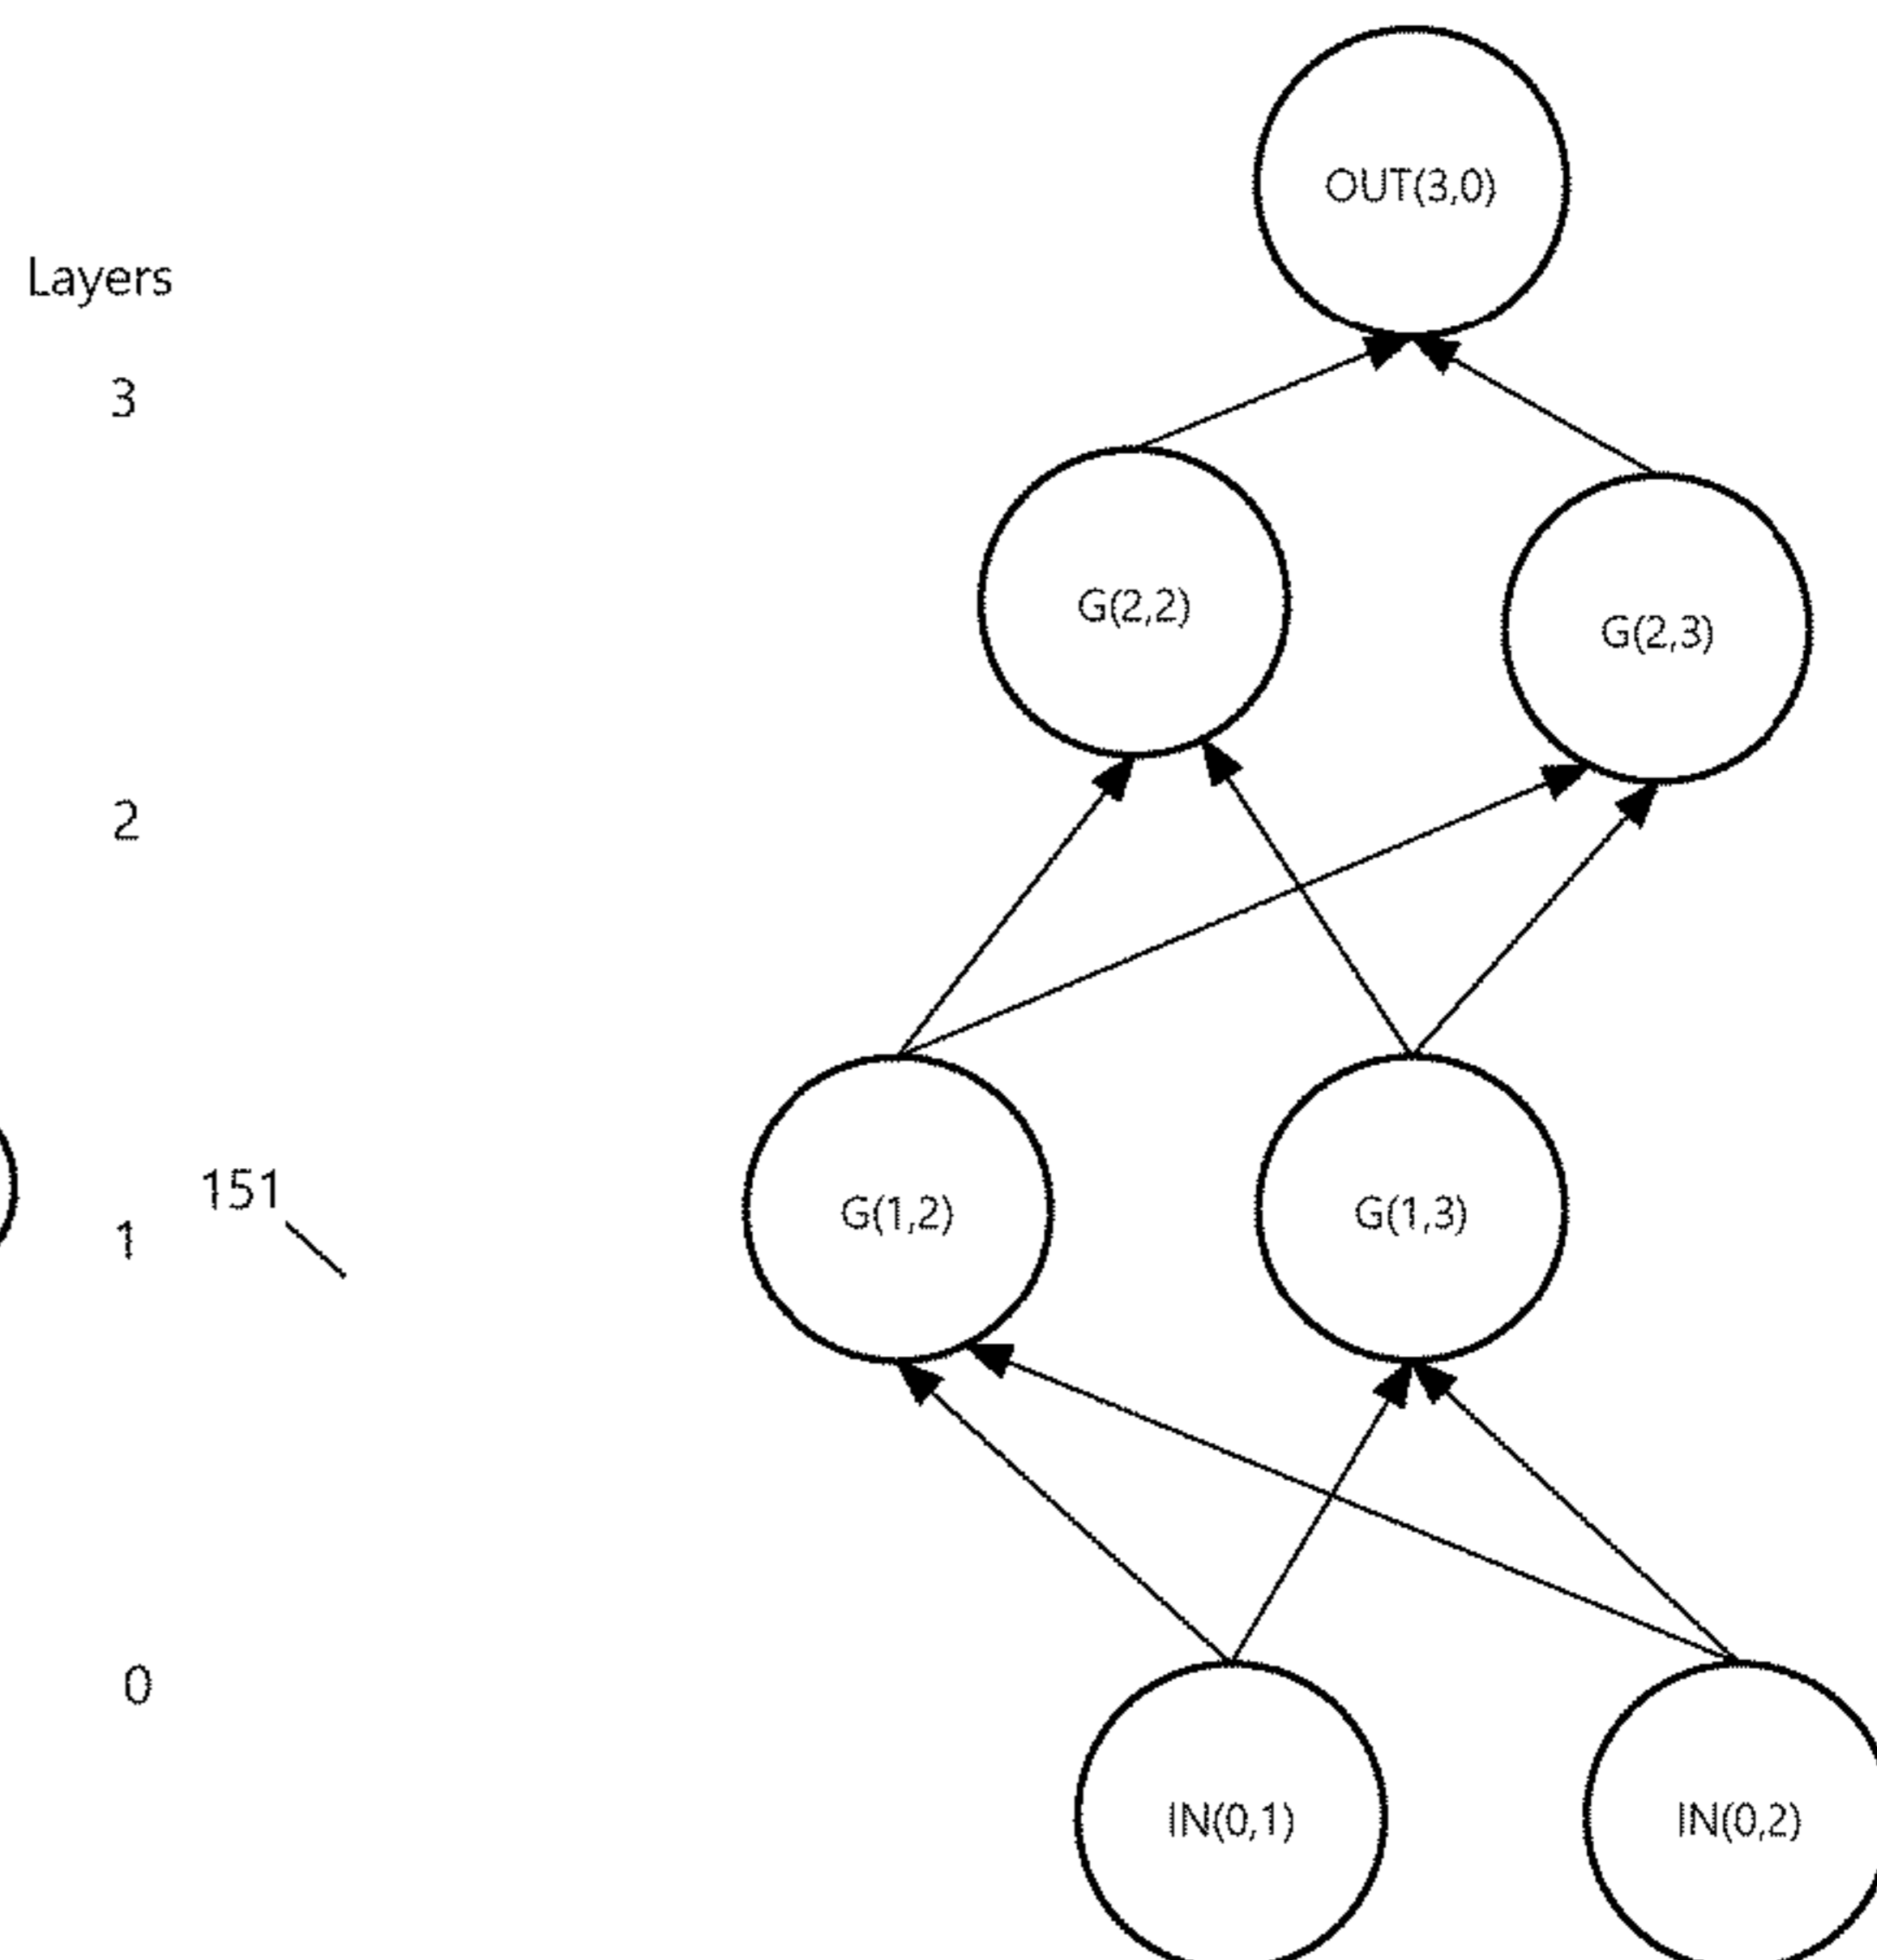 OUT(3,0)
Layers
3
G(2,2)
G(2,3)
2
151
1
G(1,2)
G(1,3)
0
IN(0,1)
IN(0,2)